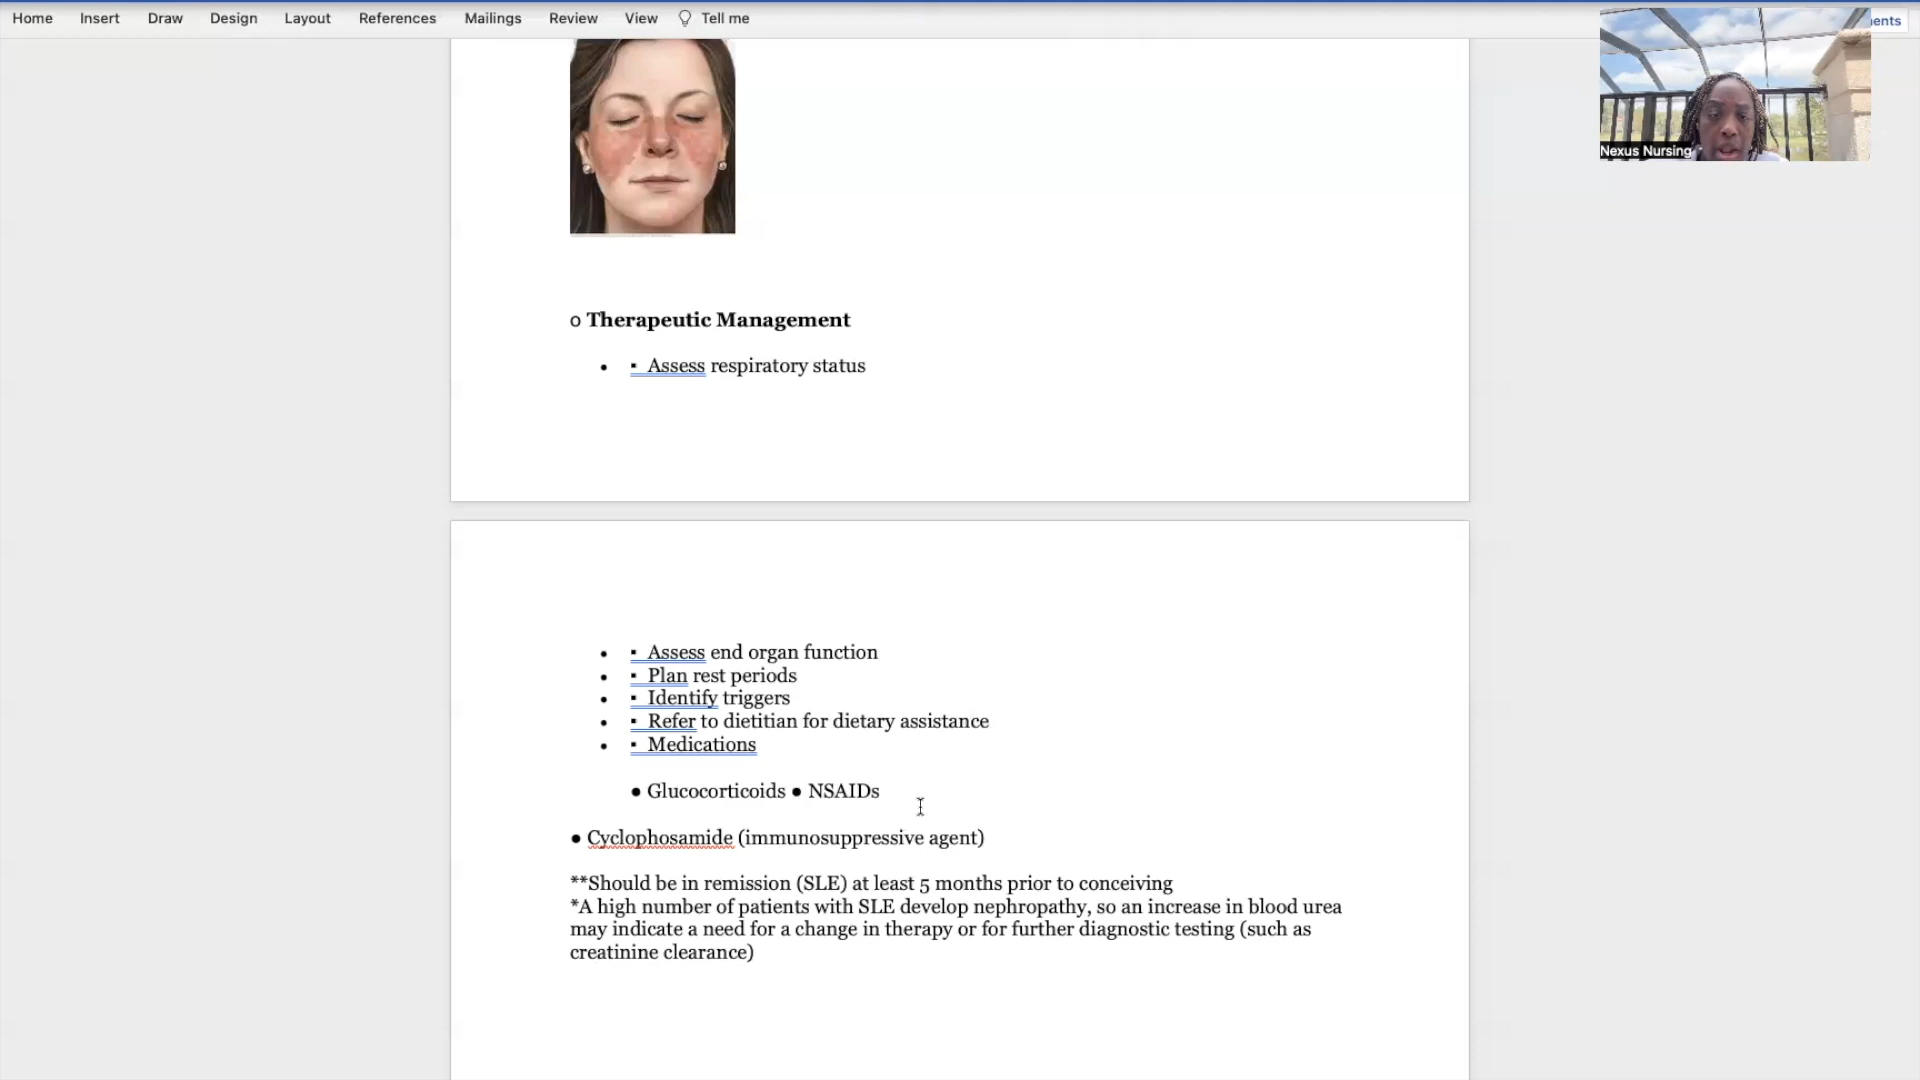 Home Insert Draw Design Layout References Mailings Review View Tell me
ents
Nexus Nursing
o Therapeutic Management
• ▪ Assess respiratory status
• ▪ Assess end organ function
• ▪ Plan rest periods
• ▪ Identify triggers
• ▪ Refer to dietitian for dietary assistance
• ▪ Medications
● Glucocorticoids ● NSAIDs
● Cyclophosamide (immunosuppressive agent)
**Should be in remission (SLE) at least 5 months prior to conceiving
*A high number of patients with SLE develop nephropathy, so an increase in blood urea
may indicate a need for a change in therapy or for further diagnostic testing (such as
creatinine clearance)